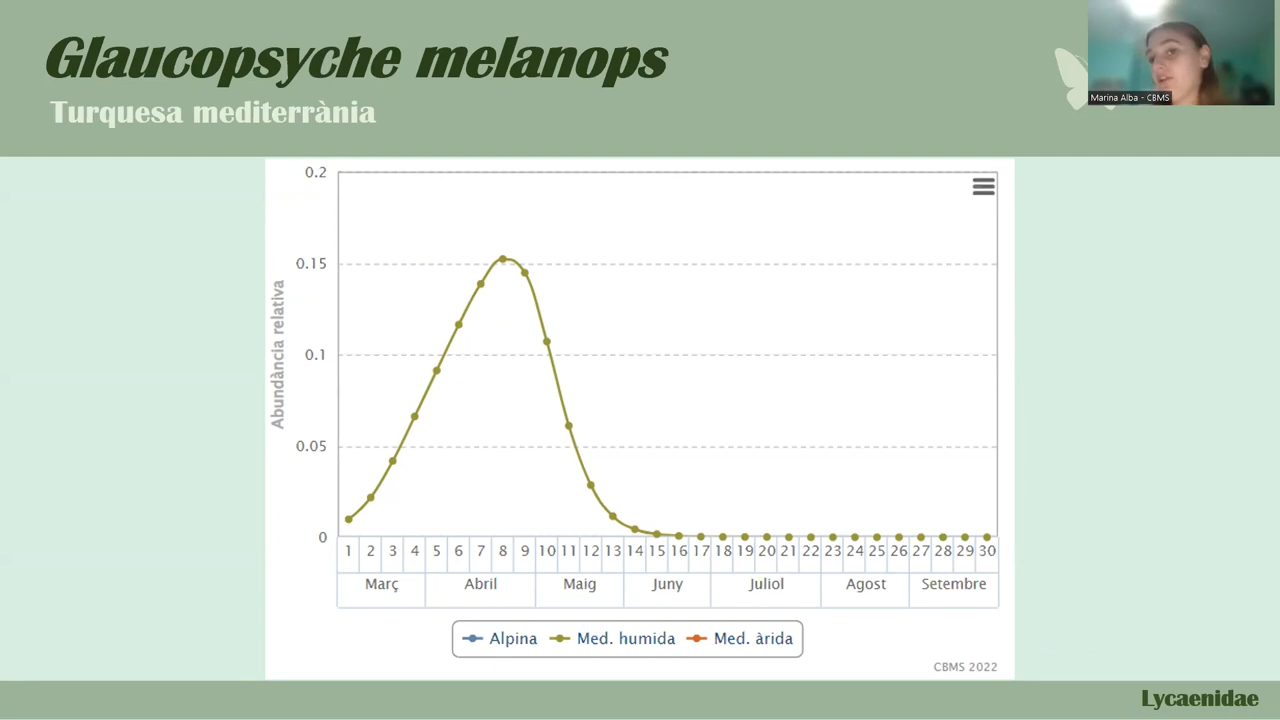 Glaucopsyche melanops
Turquesa mediterrània
Marina Alba - CBMS
0.2
0.15
0.1
0.05
0
Abundància relativa
1 2 3 4 5 6 7 8 9 10 11 12 13 14 15 16 17 18 19 20 21 22 23 24 25 26 27 28 29 30
Març Abril Maig Juny Juliol Agost Setembre
Alpina Med. humida Med. àrida
CBMS 2022
Lycaenidae